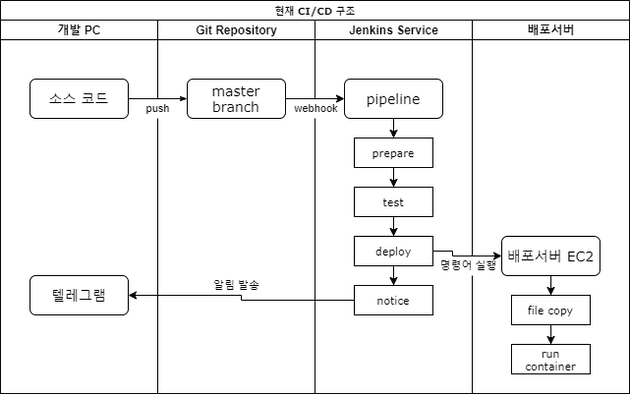 현재 CI/CD 구조
개발 PC
Git Repository
Jenkins Service
배포서버
소스 코드
push
master
branch
webhook
pipeline
prepare
test
deploy
명령어 실행
배포서버 EC2
텔레그램
알림 발송
notice
file copy
run
container